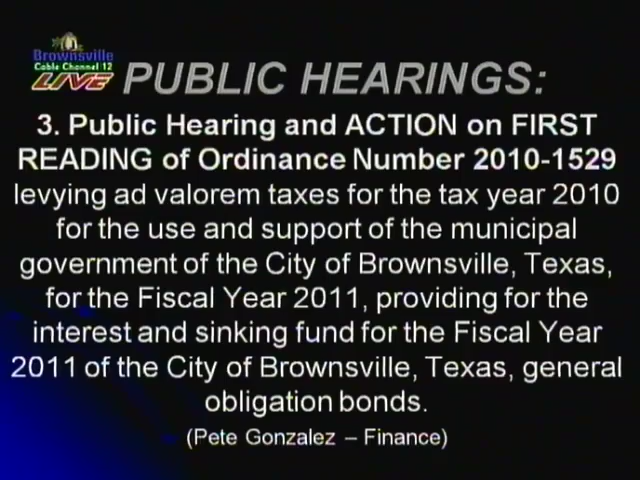 Brownsville
Cable Channel 12
LIVE
PUBLIC HEARINGS:
3. Public Hearing and ACTION on FIRST
READING of Ordinance Number 2010-1529
levying ad valorem taxes for the tax year 2010
for the use and support of the municipal
government of the City of Brownsville, Texas,
for the Fiscal Year 2011, providing for the
interest and sinking fund for the Fiscal Year
2011 of the City of Brownsville, Texas, general
obligation bonds.
(Pete Gonzalez – Finance)